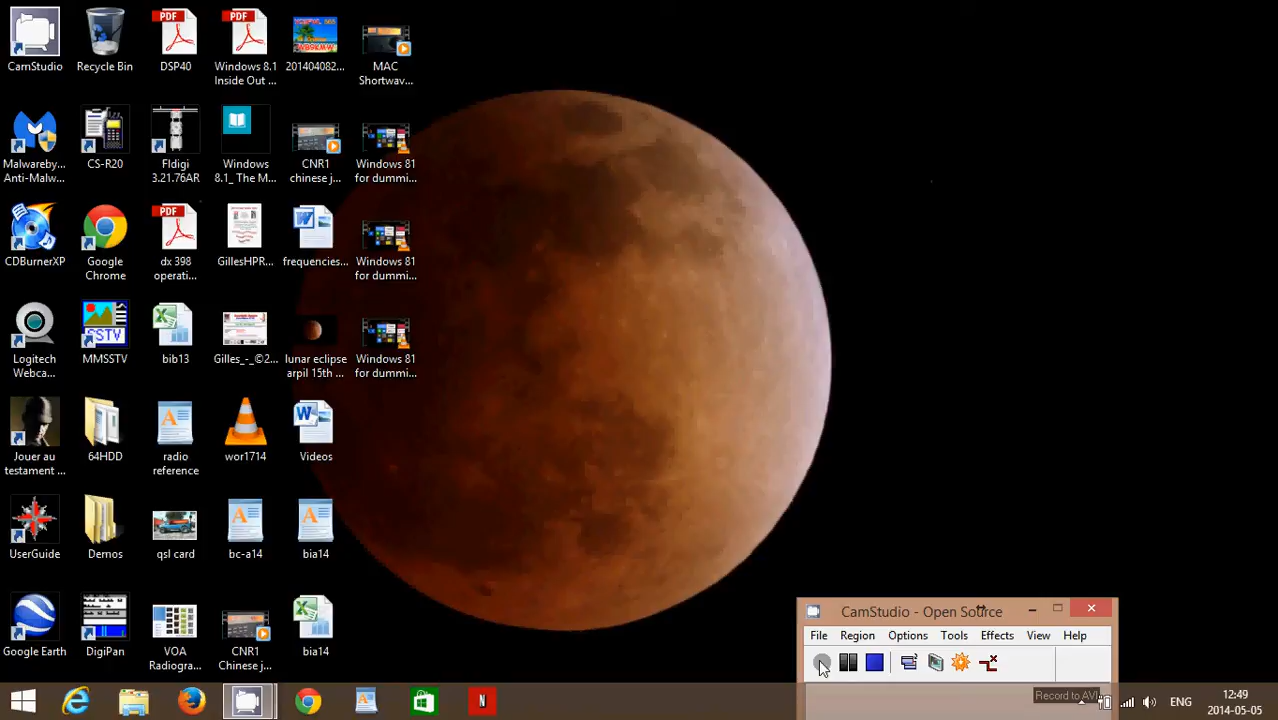 CamStudio
Recycle Bin
DSP40
Windows 8.1
Inside Out ...
201404082...
MAC
Shortwav...
Malwareby...
Anti-Malw...
CS-R20
Fldigi
3.21.76AR
Windows
8.1_ The M...
CNR1
chinese j...
Windows 81
for dummi...
CDBurnerXP
Google
Chrome
dx 398
operati...
GillesHPR...
frequencies...
Windows 81
for dummi...
Logitech
Webca...
MMSSTV
bib13
Gilles_-_©2...
lunar eclipse
arpil 15th ...
Windows 81
for dummi...
Jouer au
testament ...
64HDD
radio
reference
wor1714
Videos
UserGuide
Demos
qsl card
bc-a14
bia14
Google Earth
DigiPan
VOA
Radiogra...
CNR1
Chinese j...
bia14
PDF
PDF
PDF
SSTV
WB9KMW
CamStudio - Open Source
File Region Options Tools Effects View Help
Record to AVI
ENG
12:49
2014-05-05